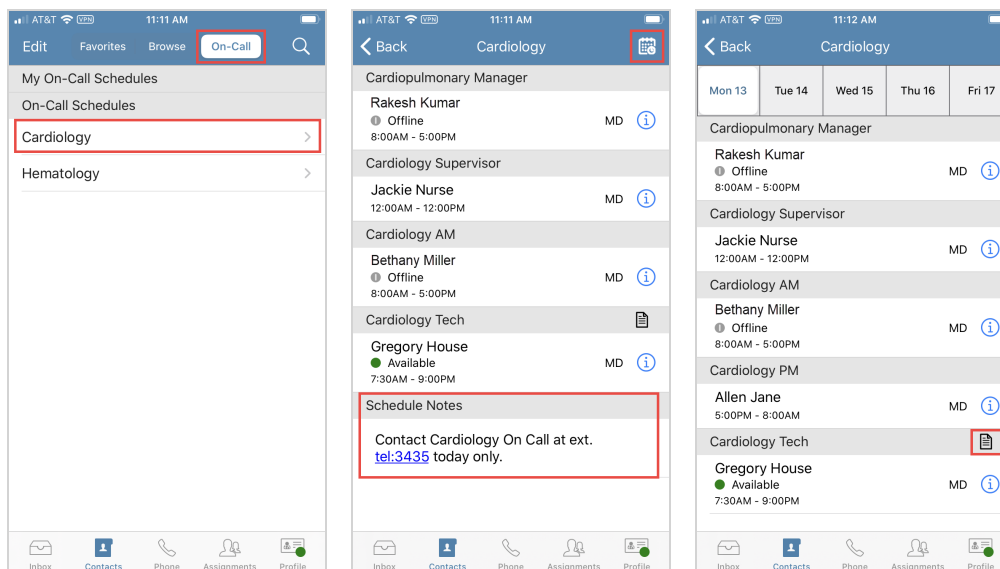 AT&T VPN 11:11 AM
Edit Favorites Browse On-Call
My On-Call Schedules
On-Call Schedules
Cardiology
Hematology
Inbox Contacts Phone Assignments Profile
AT&T VPN 11:11 AM
Back Cardiology
Cardiopulmonary Manager
Rakesh Kumar
Offline
MD
8:00AM - 5:00PM
Cardiology Supervisor
Jackie Nurse
MD
12:00AM - 12:00PM
Cardiology AM
Bethany Miller
Offline
MD
8:00AM - 5:00PM
Cardiology Tech
Gregory House
Available
MD
7:30AM - 9:00PM
Schedule Notes
Contact Cardiology On Call at ext.
tel:3435 today only.
Inbox Contacts Phone Assignments Profile
AT&T VPN 11:12 AM
Back Cardiology
Mon 13 Tue 14 Wed 15 Thu 16 Fri 17
Cardiopulmonary Manager
Rakesh Kumar
Offline
MD
8:00AM - 5:00PM
Cardiology Supervisor
Jackie Nurse
MD
12:00AM - 12:00PM
Cardiology AM
Bethany Miller
Offline
MD
8:00AM - 5:00PM
Cardiology PM
Allen Jane
MD
5:00PM - 8:00AM
Cardiology Tech
Gregory House
Available
MD
7:30AM - 9:00PM
Inbox Contacts Phone Assignments Profile